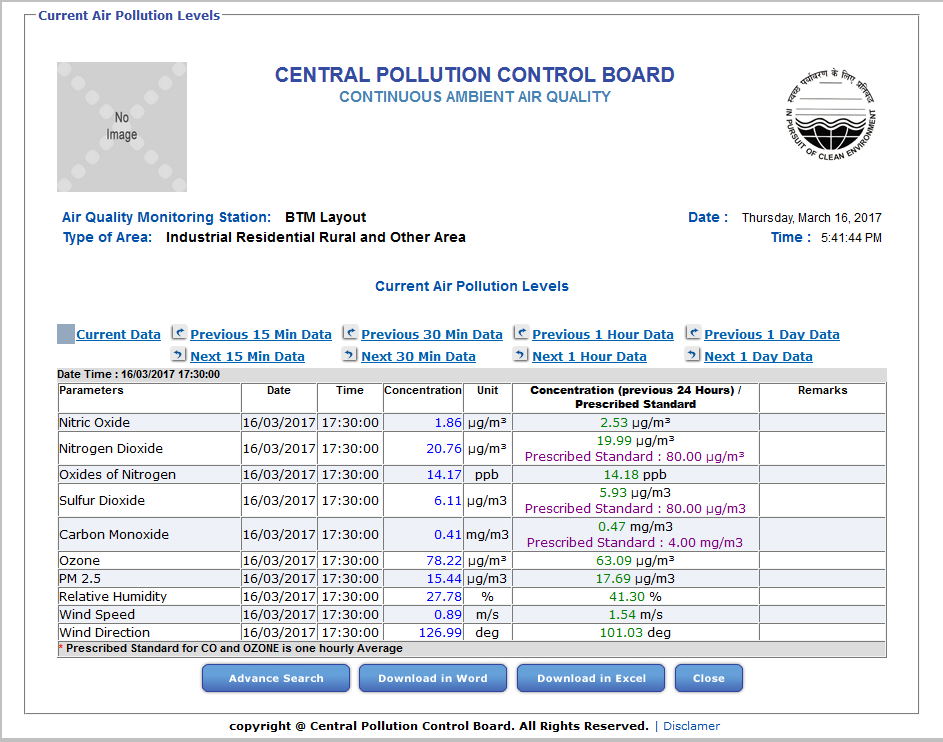 Current Air Pollution Levels
No
Image
CENTRAL POLLUTION CONTROL BOARD
CONTINUOUS AMBIENT AIR QUALITY
स्वच्छ पर्यावरण के लिए प्रतिबद्ध
IN PURSUIT OF CLEAN ENVIRONMENT
Air Quality Monitoring Station: BTM Layout
Date : Thursday, March 16, 2017
Type of Area: Industrial Residential Rural and Other Area
Time : 5:41:44 PM
Current Air Pollution Levels
Current Data Previous 15 Min Data Previous 30 Min Data Previous 1 Hour Data Previous 1 Day Data
Next 15 Min Data Next 30 Min Data Next 1 Hour Data Next 1 Day Data
Date Time : 16/03/2017 17:30:00
Parameters Date Time Concentration Unit Concentration (previous 24 Hours) / Remarks
Prescribed Standard
Nitric Oxide 16/03/2017 17:30:00 1.86 µg/m³ 2.53 µg/m³
Nitrogen Dioxide 16/03/2017 17:30:00 20.76 µg/m³ 19.99 µg/m³
Prescribed Standard : 80.00 µg/m³
Oxides of Nitrogen 16/03/2017 17:30:00 14.17 ppb 14.18 ppb
Sulfur Dioxide 16/03/2017 17:30:00 6.11 µg/m3 5.93 µg/m3
Prescribed Standard : 80.00 µg/m3
Carbon Monoxide 16/03/2017 17:30:00 0.41 mg/m3 0.47 mg/m3
Prescribed Standard : 4.00 mg/m3
Ozone 16/03/2017 17:30:00 78.22 µg/m³ 63.09 µg/m³
PM 2.5 16/03/2017 17:30:00 15.44 µg/m3 17.69 µg/m3
Relative Humidity 16/03/2017 17:30:00 27.78 % 41.30 %
Wind Speed 16/03/2017 17:30:00 0.89 m/s 1.54 m/s
Wind Direction 16/03/2017 17:30:00 126.99 deg 101.03 deg
* Prescribed Standard for CO and OZONE is one hourly Average
Advance Search Download in Word Download in Excel Close
copyright @ Central Pollution Control Board. All Rights Reserved. | Disclamer